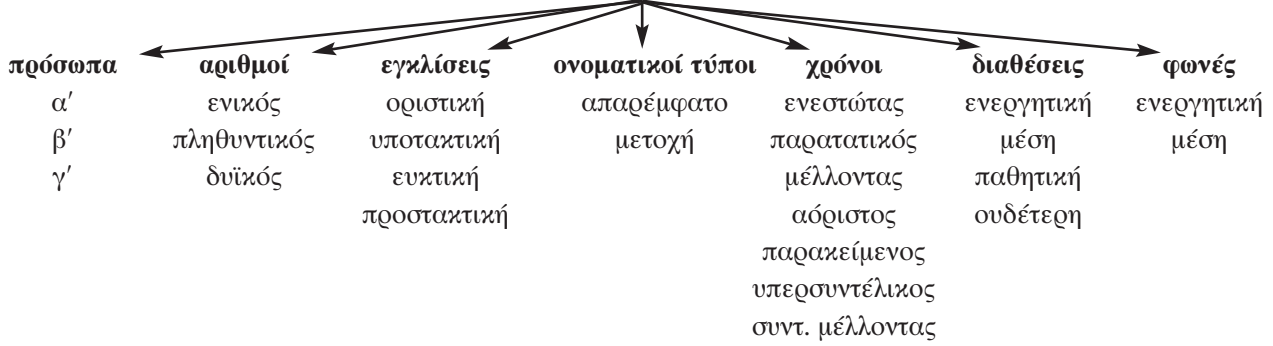 πρόσωπα αριθμοί εγκλίσεις ονοματικοί τύποι χρόνοι διαθέσεις φωνές
α′ ενικός οριστική απαρέμφατο ενεστώτας ενεργητική ενεργητική
β′ πληθυντικός υποτακτική μετοχή παρατατικός μέση μέση
γ′ δυϊκός ευκτική μέλλοντας παθητική
προστακτική αόριστος ουδέτερη
παρακείμενος
υπερσυντέλικος
συντ. μέλλοντας